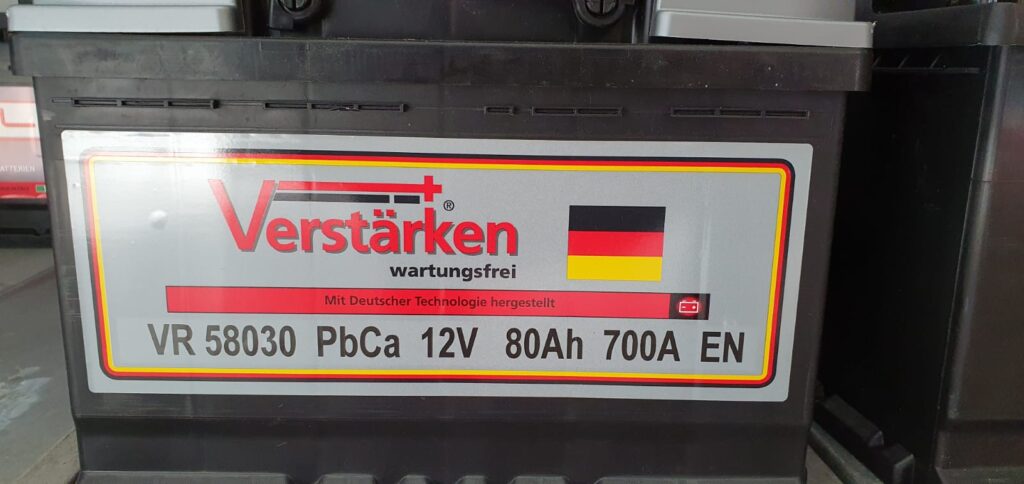 Verstärken®
wartungsfrei
Mit Deutscher Technologie hergestellt
VR 58030 PbCa 12V 80Ah 700A EN